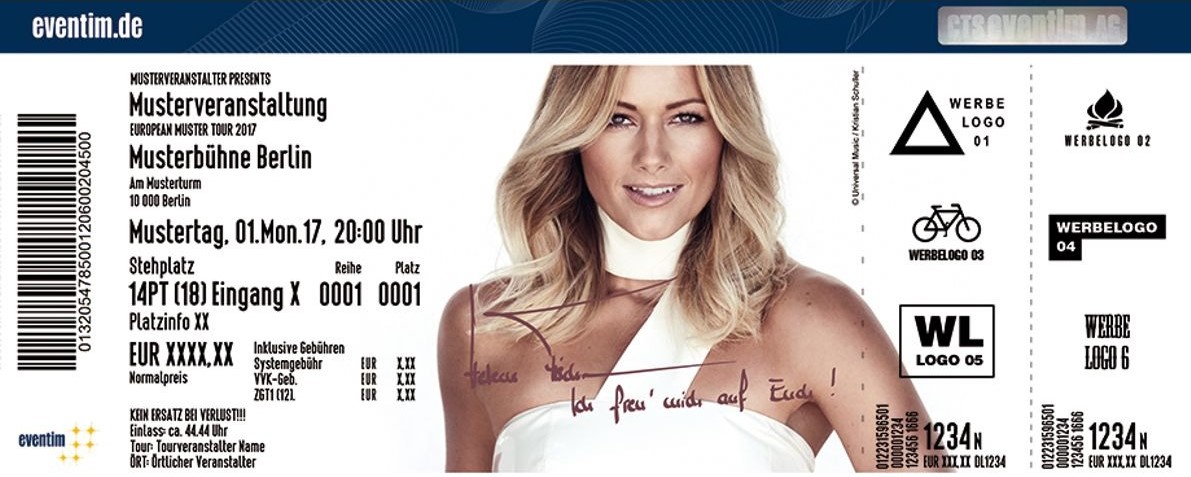 eventim.de
CTS eventim AG
01320547850012060020450​0
MUSTERVERANSTALTER PRESENTS
Musterveranstaltung
EUROPEAN MUSTER TOUR 2017
Musterbühne Berlin
Am Musterturm
10 000 Berlin
Mustertag, 01.Mon.17, 20:00 Uhr
Stehplatz Reihe Platz
14PT (18) Eingang X 0001 0001
Platzinfo XX
EUR XXXX,XX
Normalpreis
Inklusive Gebühren
Systemgebühr EUR X,XX
VVK-Geb. EUR X,XX
ZGT1 (12). EUR X,XX
KEIN ERSATZ BEI VERLUST!!!
Einlass: ca. 44.44 Uhr
Tour: Tourveranstalter Name
ÖRT: Örtlicher Veranstalter
eventim
Ich freu' mich auf Euch!
© Universal Music / Kristian Schuller
WERBE
LOGO
01
WERBELOGO 02
WERBELOGO 03
WERBELOGO
04
WL
LOGO 05
WERBE
LOGO 6
012231596501
000001234
123456 1666
1234 N
EUR XXX,XX DL1234
012231596501
000001234
123456 1666
1234 N
EUR XXX,XX DL1234